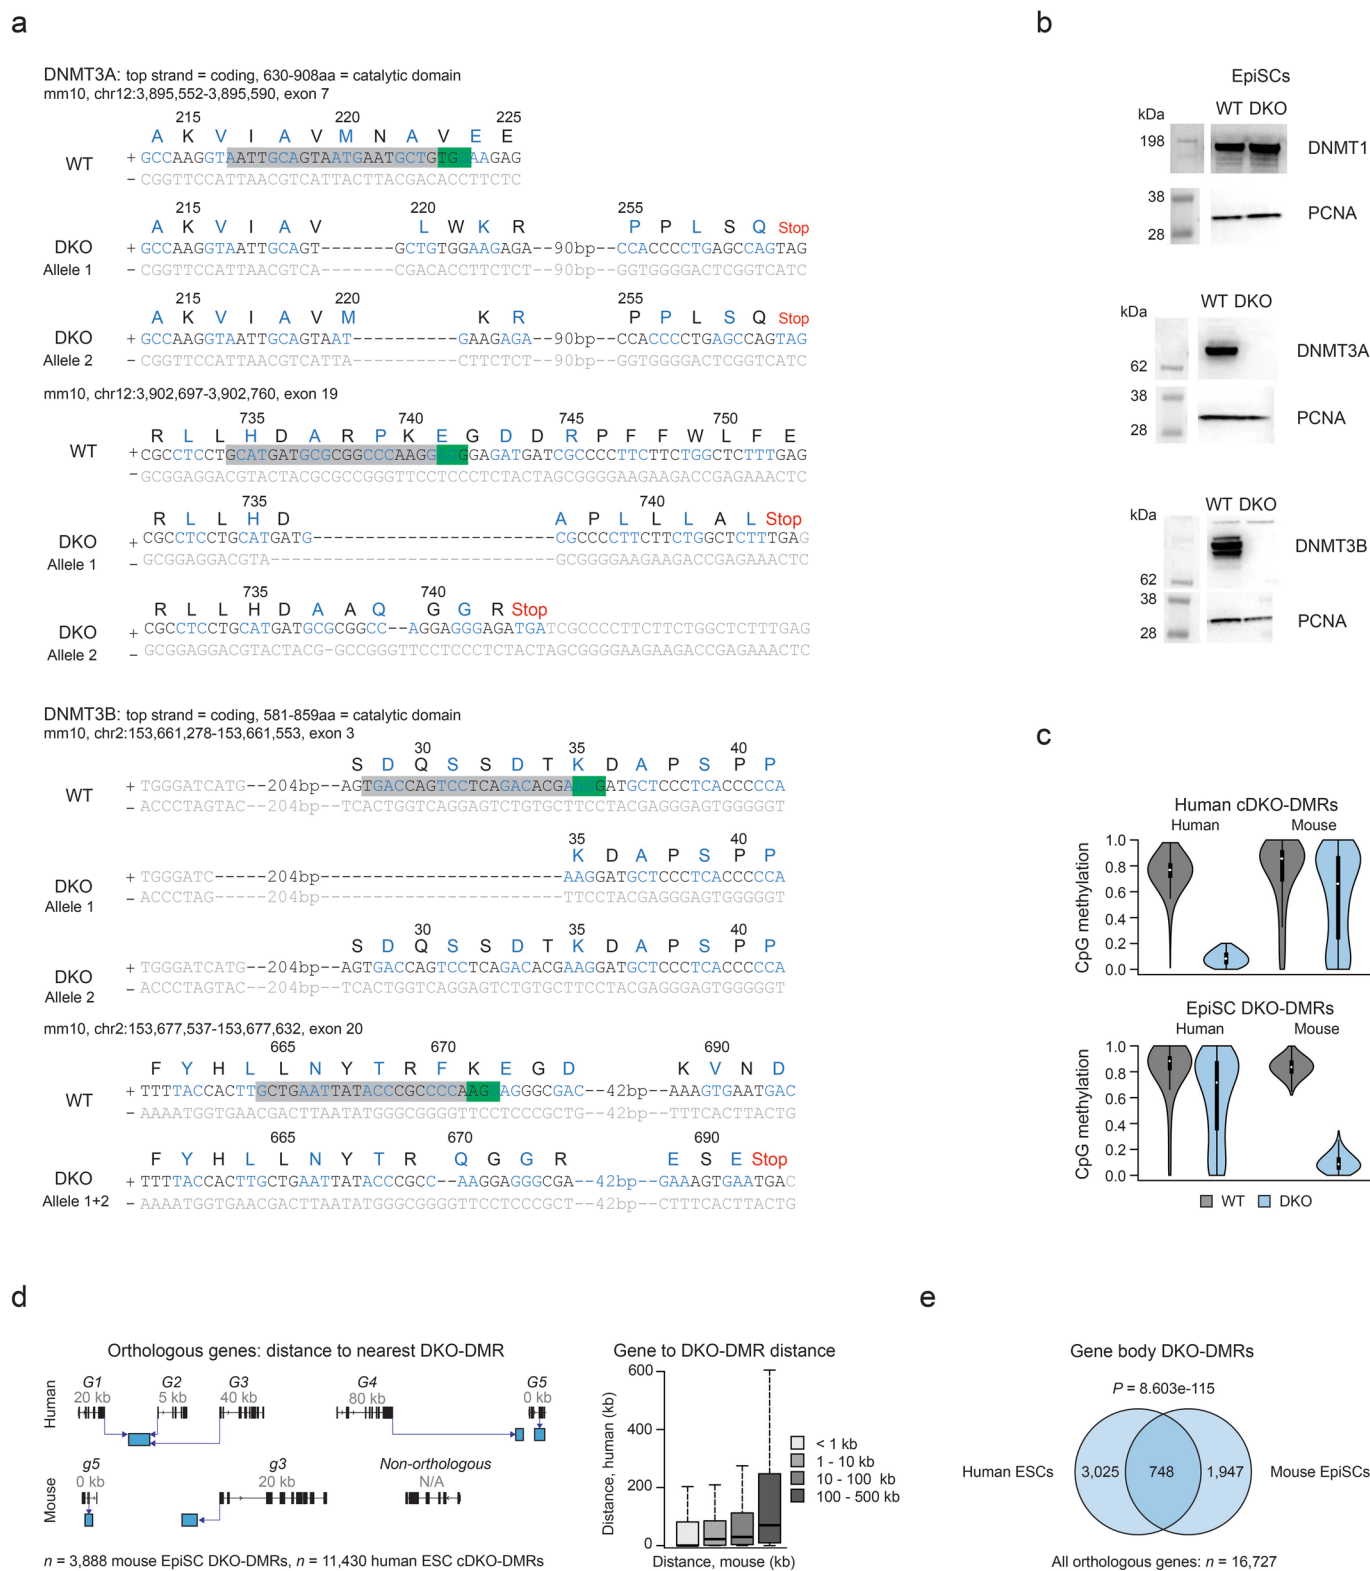 a
DNMT3A: top strand = coding, 630-908aa = catalytic domain
mm10, chr12:3,895,552-3,895,590, exon 7
215 220 225
A K V I A V M N A V E E
WT
+ GCCAAGGTAAATTGCAGTAATGAATGCTGTGGAAGAG
– CGGTTCCATTAACGTCATTACTTACGACACCTTCTC
215 220 255
A K V I A V L W K R P P L S Q Stop
DKO
Allele 1
+ GCCAAGGTAATTGCAGT------GCTGTGGAAGAGA--90bp--CCACCCCTGAGCCAGTAG
– CGGTTCCATTAACGTCA------CGACACCTTCTCT--90bp--GGTGGGGACTCGGTCATC
215 220 255
A K V I A V M K R P P L S Q Stop
DKO
Allele 2
+ GCCAAGGTAATTGCAGTAAT----------GAAGAGA--90bp--CCACCCCTGAGCCAGTAG
– CGGTTCCATTAACGTCATTA----------CTTCTCT--90bp--GGTGGGGACTCGGTCATC
mm10, chr12:3,902,697-3,902,760, exon 19
735 740 745 750
R L L H D A R P K E G D D R P F F W L F E
WT
+ CGCCTCCTGCATGATGCGCGGCCCAAGGAGGGAGATGATCGCCCCTTCTTCTGGCTCTTTGAG
– GCGGAGGACGTACTACGCGCCGGGTTCCTCCCTCTACTAGCGGGGAAGAAGACCGAGAAACTC
735 740
R L L H D A P L L L A L Stop
DKO
Allele 1
+ CGCCTCCTGCATGATG-----------------------CGCCCCTTCTTCTGGCTCTTTGAG
– GCGGAGGACGTA---------------------------GCGGGGAAGAAGACCGAGAAACTC
735 740
R L L H D A A Q G G R Stop
DKO
Allele 2
+ CGCCTCCTGCATGATGCGCGGCC--AGGAGGGAGATGATCGCCCCTTCTTCTGGCTCTTTGAG
– GCGGAGGACGTACTACG-GCCGGGTTCCTCCCTCTACTAGCGGGGAAGAAGACCGAGAAACTC
DNMT3B: top strand = coding, 581-859aa = catalytic domain
mm10, chr2:153,661,278-153,661,553, exon 3
30 35 40
S D Q S S D T K D A P S P P
WT
+ TGGGATCATG--204bp--AGTGACCAGTCCTCAGACACGAAGGATGCTCCCTCACCCCCA
– ACCCTAGTAC--204bp--TCACTGGTCAGGAGTCTGTGCTTCCTACGAGGGAGTGGGGGT
35 40
K D A P S P P
DKO
Allele 1
+ TGGGATC-----204bp-----------------------AAGGATGCTCCCTCACCCCCA
– ACCCTAG-----204bp-----------------------TTCCTACGAGGGAGTGGGGGT
30 35 40
S D Q S S D T K D A P S P P
DKO
Allele 2
+ TGGGATCATG--204bp--AGTGACCAGTCCTCAGACACGAAGGATGCTCCCTCACCCCCA
– ACCCTAGTAC--204bp--TCACTGGTCAGGAGTCTGTGCTTCCTACGAGGGAGTGGGGGT
mm10, chr2:153,677,537-153,677,632, exon 20
665 670 690
F Y H L L N Y T R F K E G D K V N D
WT
+ TTTTACCACTTGCTGAATTATACCCGCCCCAAGGAGGGCGAC--42bp--AAAGTGAATGAC
– AAAATGGTGAACGACTTAATATGGGCGGGGTTCCTCCCGCTG--42bp--TTTCACTTACTG
665 670 690
F Y H L L N Y T R Q G G R E S E Stop
DKO
Allele 1+2
+ TTTTACCACTTGCTGAATTATACCCGCC--AAGGAGGGCGA--42bp--GAAAGTGAATGAC
– AAAATGGTGAACGACTTAATATGGGCGGGGTTCCTCCCGCT--42bp--CTTTCACTTACTG
b
EpiSCs
WT DKO
kDa
198
DNMT1
38
28
PCNA
WT DKO
kDa
62
DNMT3A
38
28
PCNA
WT DKO
kDa
62
DNMT3B
38
28
PCNA
c
Human cDKO-DMRs
Human Mouse
CpG methylation
1.0
0.8
0.6
0.4
0.2
0.0
EpiSC DKO-DMRs
Human Mouse
CpG methylation
1.0
0.8
0.6
0.4
0.2
0.0
WT DKO
d
Orthologous genes: distance to nearest DKO-DMR
Human
G1 G2 G3 G4 G5
20 kb 5 kb 40 kb 80 kb 0 kb
Mouse
g5 g3 Non-orthologous
0 kb 20 kb N/A
n = 3,888 mouse EpiSC DKO-DMRs, n = 11,430 human ESC cDKO-DMRs
Gene to DKO-DMR distance
Distance, human (kb)
600
400
200
0
< 1 kb
1 - 10 kb
10 - 100 kb
100 - 500 kb
Distance, mouse (kb)
e
Gene body DKO-DMRs
P = 8.603e-115
Human ESCs 3,025 748 1,947 Mouse EpiSCs
All orthologous genes: n = 16,727